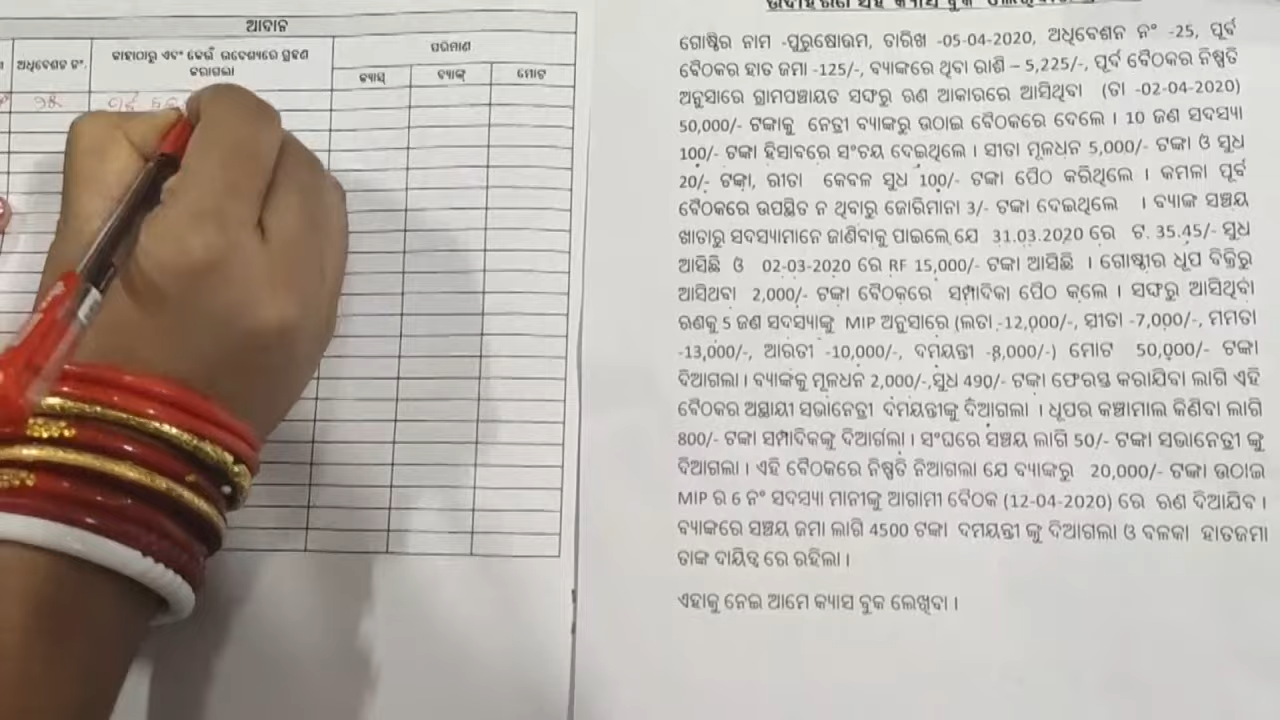 ଆଦାନ
ଅଧିବେଶନ ନଂ.
କାହାଠାରୁ ଏବଂ କେଉଁ ଉଦ୍ଦେଶ୍ୟରେ ଗ୍ରହଣ
କରାଗଲା
ପରିମାଣ
କ୍ୟାସ୍
ବ୍ୟାଙ୍କ୍
ମୋଟ
୨୫
ଗୋଷ୍ଠିର ନାମ -ପୁରୁଷୋଉମ, ତାରିଖ -05-04-2020, ଅଧିବେଶନ ନଂ -25, ପୂର୍ବ
ବୈଠକର ହାତ ଜମା -125/-, ବ୍ୟାଙ୍କରେ ଥିବା ରାଶି – 5,225/-, ପୂର୍ବ ବୈଠକର ନିଷ୍ପତି
ଅନୁସାରେ ଗ୍ରାମପଞ୍ଚାୟତ ସଙ୍ଘରୁ ଋଣ ଆକାରରେ ଆସିଥିବା (ତା -02-04-2020)
50,000/- ଟଙ୍କାକୁ ନେତ୍ରୀ ବ୍ୟାଙ୍କରୁ ଉଠାଇ ବୈଠକରେ ଦେଲେ । 10 ଜଣ ସଦସ୍ୟା
100/- ଟଙ୍କା ହିସାବରେ ସଂଚୟ ଦେଇଥିଲେ । ସୀତା ମୂଳଧନ 5,000/- ଟଙ୍କା ଓ ସୁଧ
20/- ଟଙ୍କା, ରୀତା କେବଳ ସୁଧ 100/- ଟଙ୍କା ପୈଠ କରିଥିଲେ । କମଳା ପୂର୍ବ
ବୈଠକରେ ଉପସ୍ଥିତ ନ ଥିବାରୁ ଜୋରିମାନା 3/- ଟଙ୍କା ଦେଇଥିଲେ । ବ୍ୟାଙ୍କ ସଞ୍ଚୟ
ଖାତାରୁ ସଦସ୍ୟାମାନେ ଜାଣିବାକୁ ପାଇଲେ ଯେ 31.03.2020 ରେ ଟ. 35.45/- ସୁଧ
ଆସିଛି ଓ 02-03-2020 ରେ RF 15,000/- ଟଙ୍କା ଆସିଛି । ଗୋଷ୍ଠୀର ଧୂପ ବିକ୍ରିରୁ
ଆସିଥବା 2,000/- ଟଙ୍କା ବୈଠକରେ ସମ୍ପାଦିକା ପୈଠ କଲେ । ସଙ୍ଘରୁ ଆସିଥିବା
ଋଣକୁ 5 ଜଣ ସଦସ୍ୟାଙ୍କୁ MIP ଅନୁସାରେ (ଲତା -12,000/-, ସୀତା -7,000/-, ମମତା
-13,000/-, ଆରତୀ -10,000/-, ଦମୟନ୍ତୀ -8,000/-) ମୋଟ 50,000/- ଟଙ୍କା
ଦିଆଗଲା । ବ୍ୟାଙ୍କକୁ ମୂଳଧନ 2,000/-,ସୁଧ 490/- ଟଙ୍କା ଫେରସ୍ତ କରାଯିବା ଲାଗି ଏହି
ବୈଠକର ଅସ୍ଥାୟୀ ସଭାନେତ୍ରୀ ଦମୟନ୍ତୀଙ୍କୁ ଦିଆଗଲା । ଧୂପର କଞ୍ଚାମାଲ କିଣିବା ଲାଗି
800/- ଟଙ୍କା ସମ୍ପାଦିକଙ୍କୁ ଦିଆଗଲା । ସଂଘରେ ସଞ୍ଚୟ ଲାଗି 50/- ଟଙ୍କା ସଭାନେତ୍ରୀ ଙ୍କୁ
ଦିଆଗଲା । ଏହି ବୈଠକରେ ନିଷ୍ପତି ନିଆଗଲା ଯେ ବ୍ୟାଙ୍କରୁ 20,000/- ଟଙ୍କା ଉଠାଇ
MIP ର 6 ନଂ ସଦସ୍ୟା ମାନୀଙ୍କୁ ଆଗାମୀ ବୈଠକ (12-04-2020) ରେ ଋଣ ଦିଆଯିବ ।
ବ୍ୟାଙ୍କରେ ସଞ୍ଚୟ ଜମା ଲାଗି 4500 ଟଙ୍କା ଦମୟନ୍ତୀ ଙ୍କୁ ଦିଆଗଲା ଓ ବଳକା ହାତଜମା
ତାଙ୍କ ଦାୟିତ୍ୱ ରେ ରହିଲା ।
ଏହାକୁ ନେଇ ଆମେ କ୍ୟାସ ବୁକ ଲେଖିବା ।